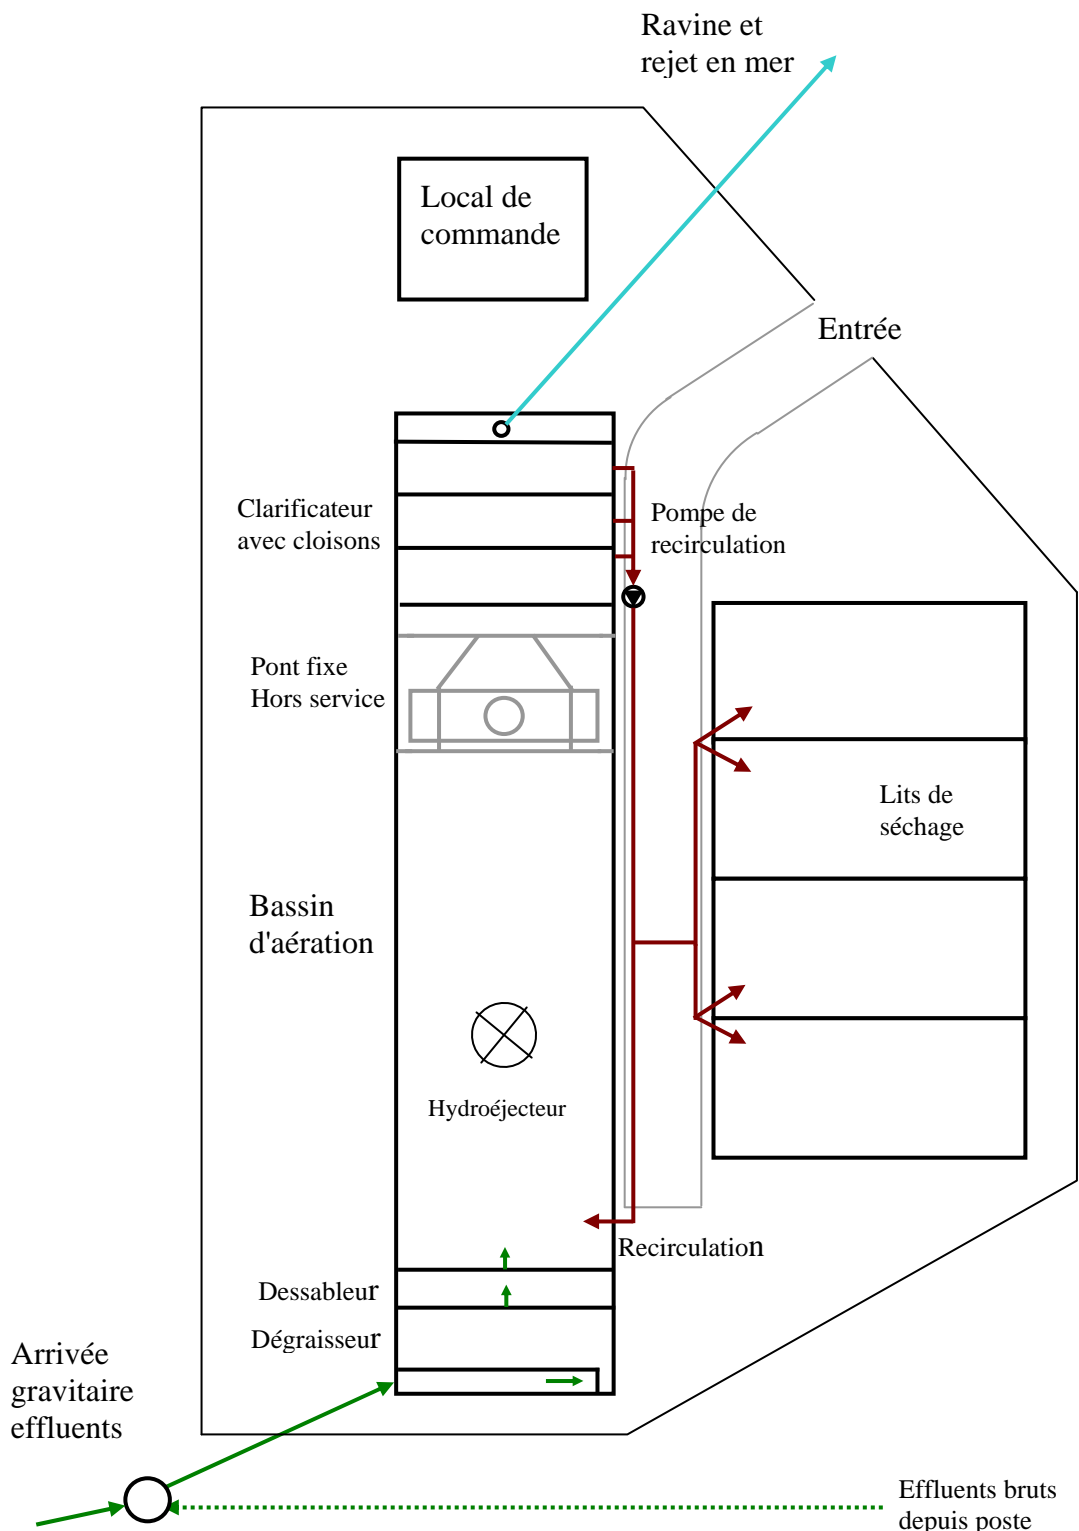 Ravine et
rejet en mer
Local de
commande
Entrée
Clarificateur
avec cloisons
Pompe de
recirculation
Pont fixe
Hors service
Lits de
séchage
Bassin
d'aération
Hydroéjecteur
Recirculation
Dessableur
Dégraisseur
Arrivée
gravitaire
effluents
Effluents bruts
depuis poste